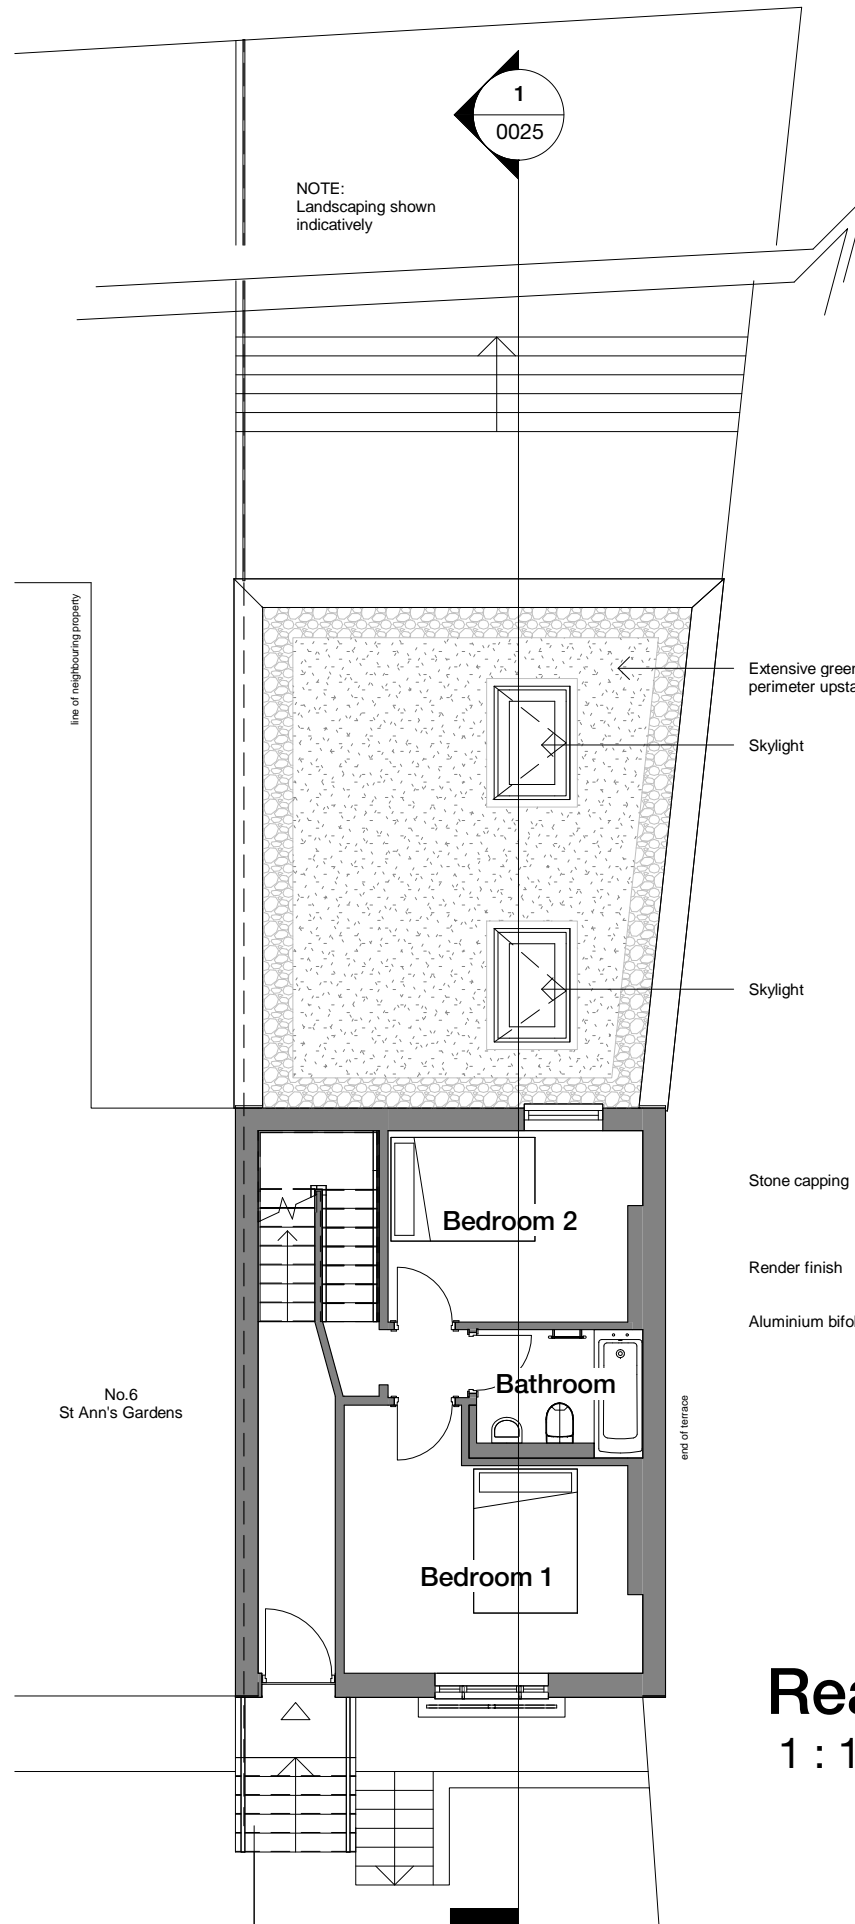 1
0025
NOTE:
Landscaping shown
indicatively
line of neighbouring property
Extensive green
perimeter upsta
Skylight
Skylight
Stone capping
Bedroom 2
Render finish
Aluminium bifol
Bathroom
No.6
St Ann's Gardens
end of terrace
Bedroom 1
Rea
1 : 1